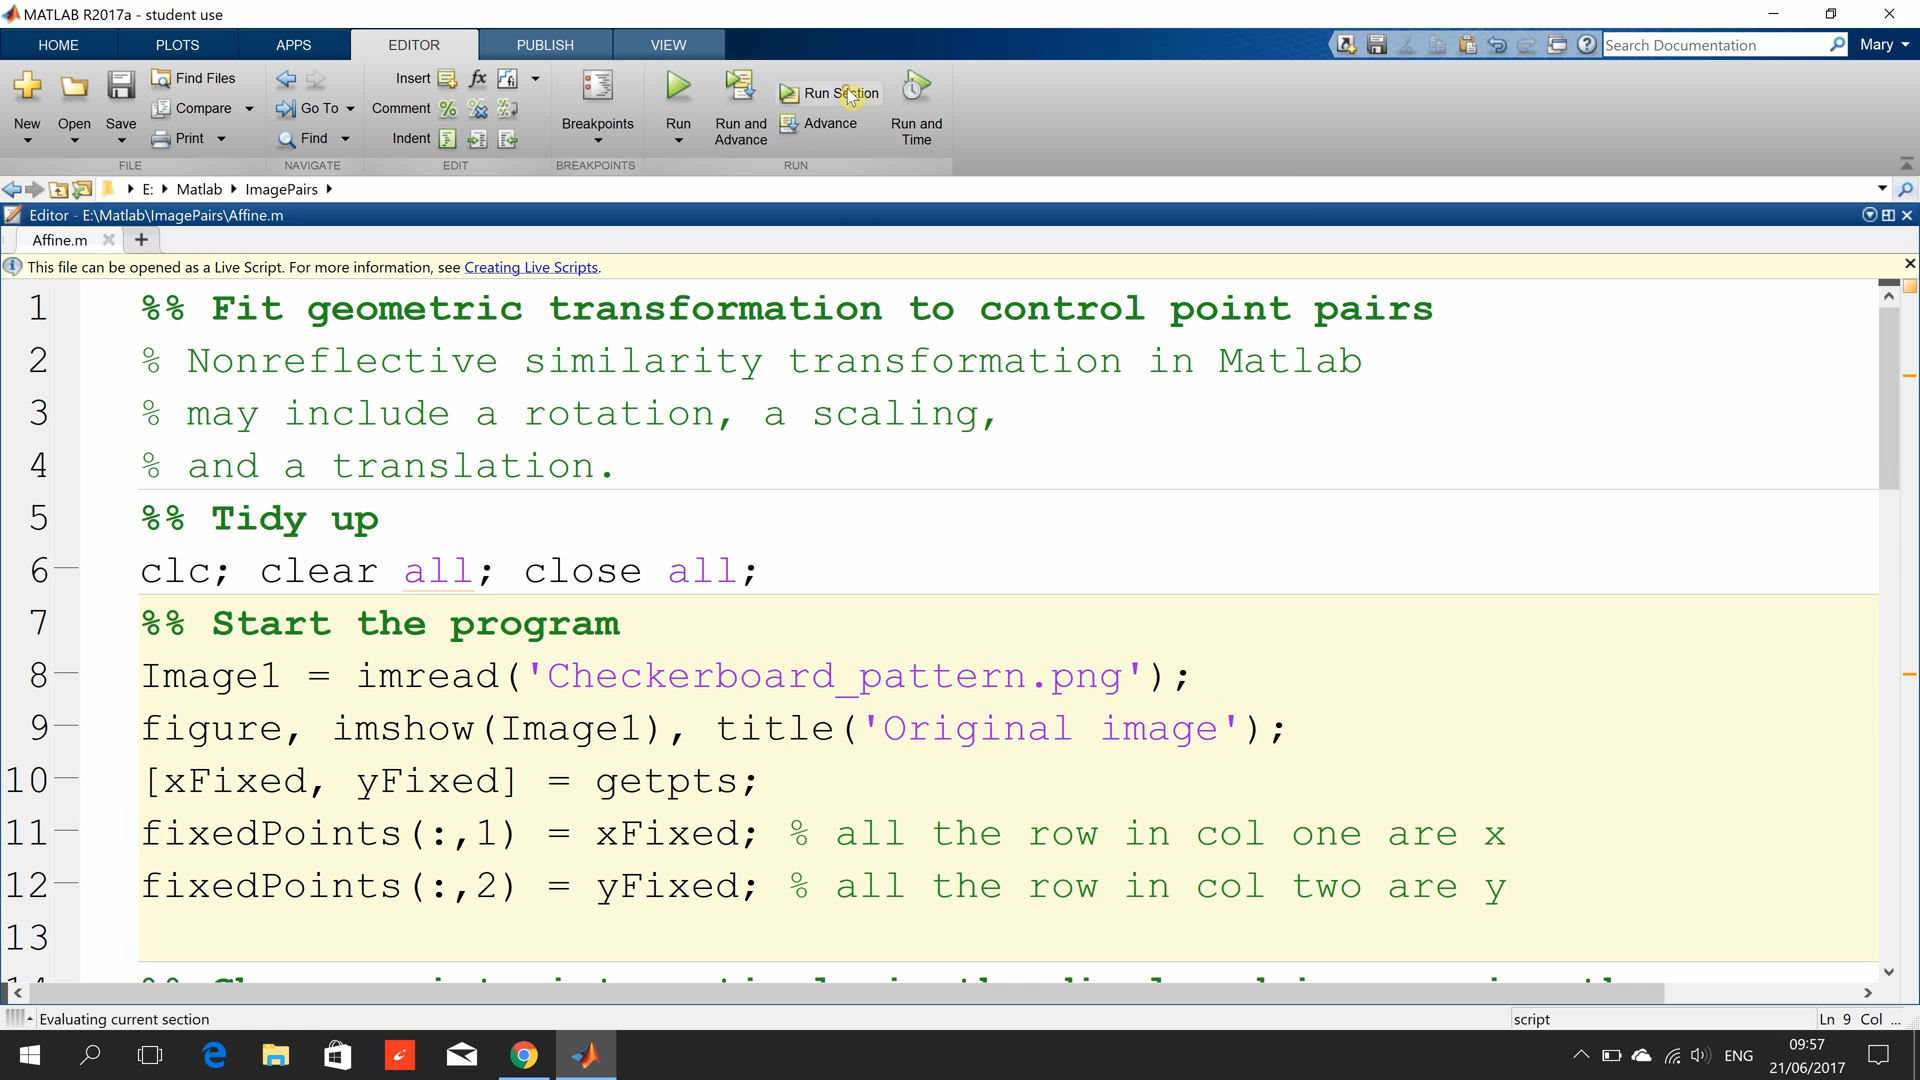 MATLAB R2017a - student use
HOME PLOTS APPS EDITOR PUBLISH VIEW
Search Documentation Mary
Find Files Insert fx Run Section
Compare Go To Comment
New Open Save Breakpoints Run Run and Advance Advance Run and Time
Print Find Indent
FILE NAVIGATE EDIT BREAKPOINTS RUN
E: Matlab ImagePairs
Editor - E:\Matlab\ImagePairs\Affine.m
Affine.m
This file can be opened as a Live Script. For more information, see Creating Live Scripts.
1 %% Fit geometric transformation to control point pairs
2 % Nonreflective similarity transformation in Matlab
3 % may include a rotation, a scaling,
4 % and a translation.
5 %% Tidy up
6 clc; clear all; close all;
7 %% Start the program
8 Image1 = imread('Checkerboard_pattern.png');
9 figure, imshow(Image1), title('Original image');
10 [xFixed, yFixed] = getpts;
11 fixedPoints(:,1) = xFixed; % all the row in col one are x
12 fixedPoints(:,2) = yFixed; % all the row in col two are y
13
Evaluating current section script Ln 9 Col ...
ENG 09:57
21/06/2017